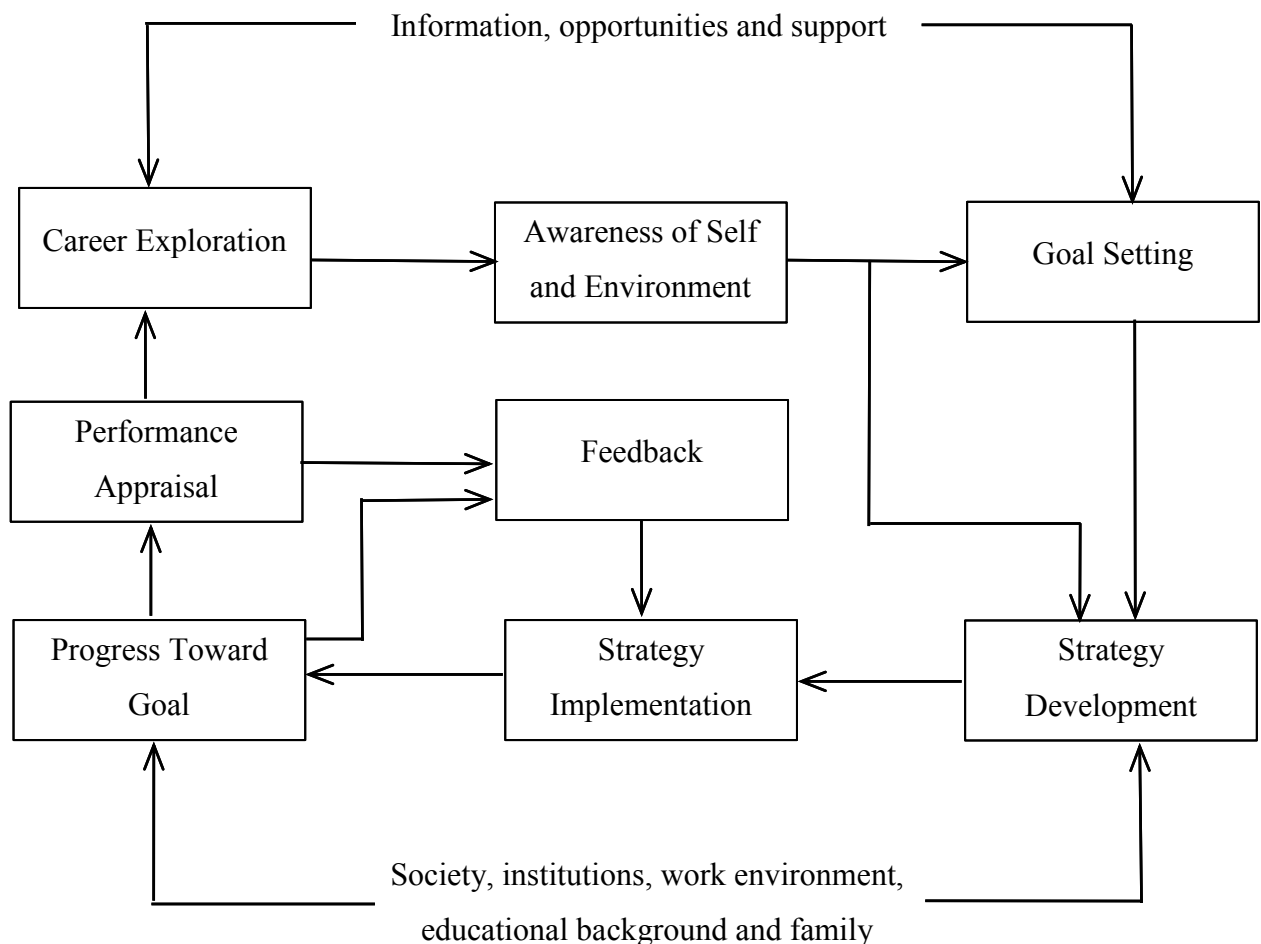 Information, opportunities and support
Career Exploration
Awareness of Self
and Environment
Goal Setting
Performance
Appraisal
Feedback
Progress Toward
Goal
Strategy
Implementation
Strategy
Development
Society, institutions, work environment,
educational background and family